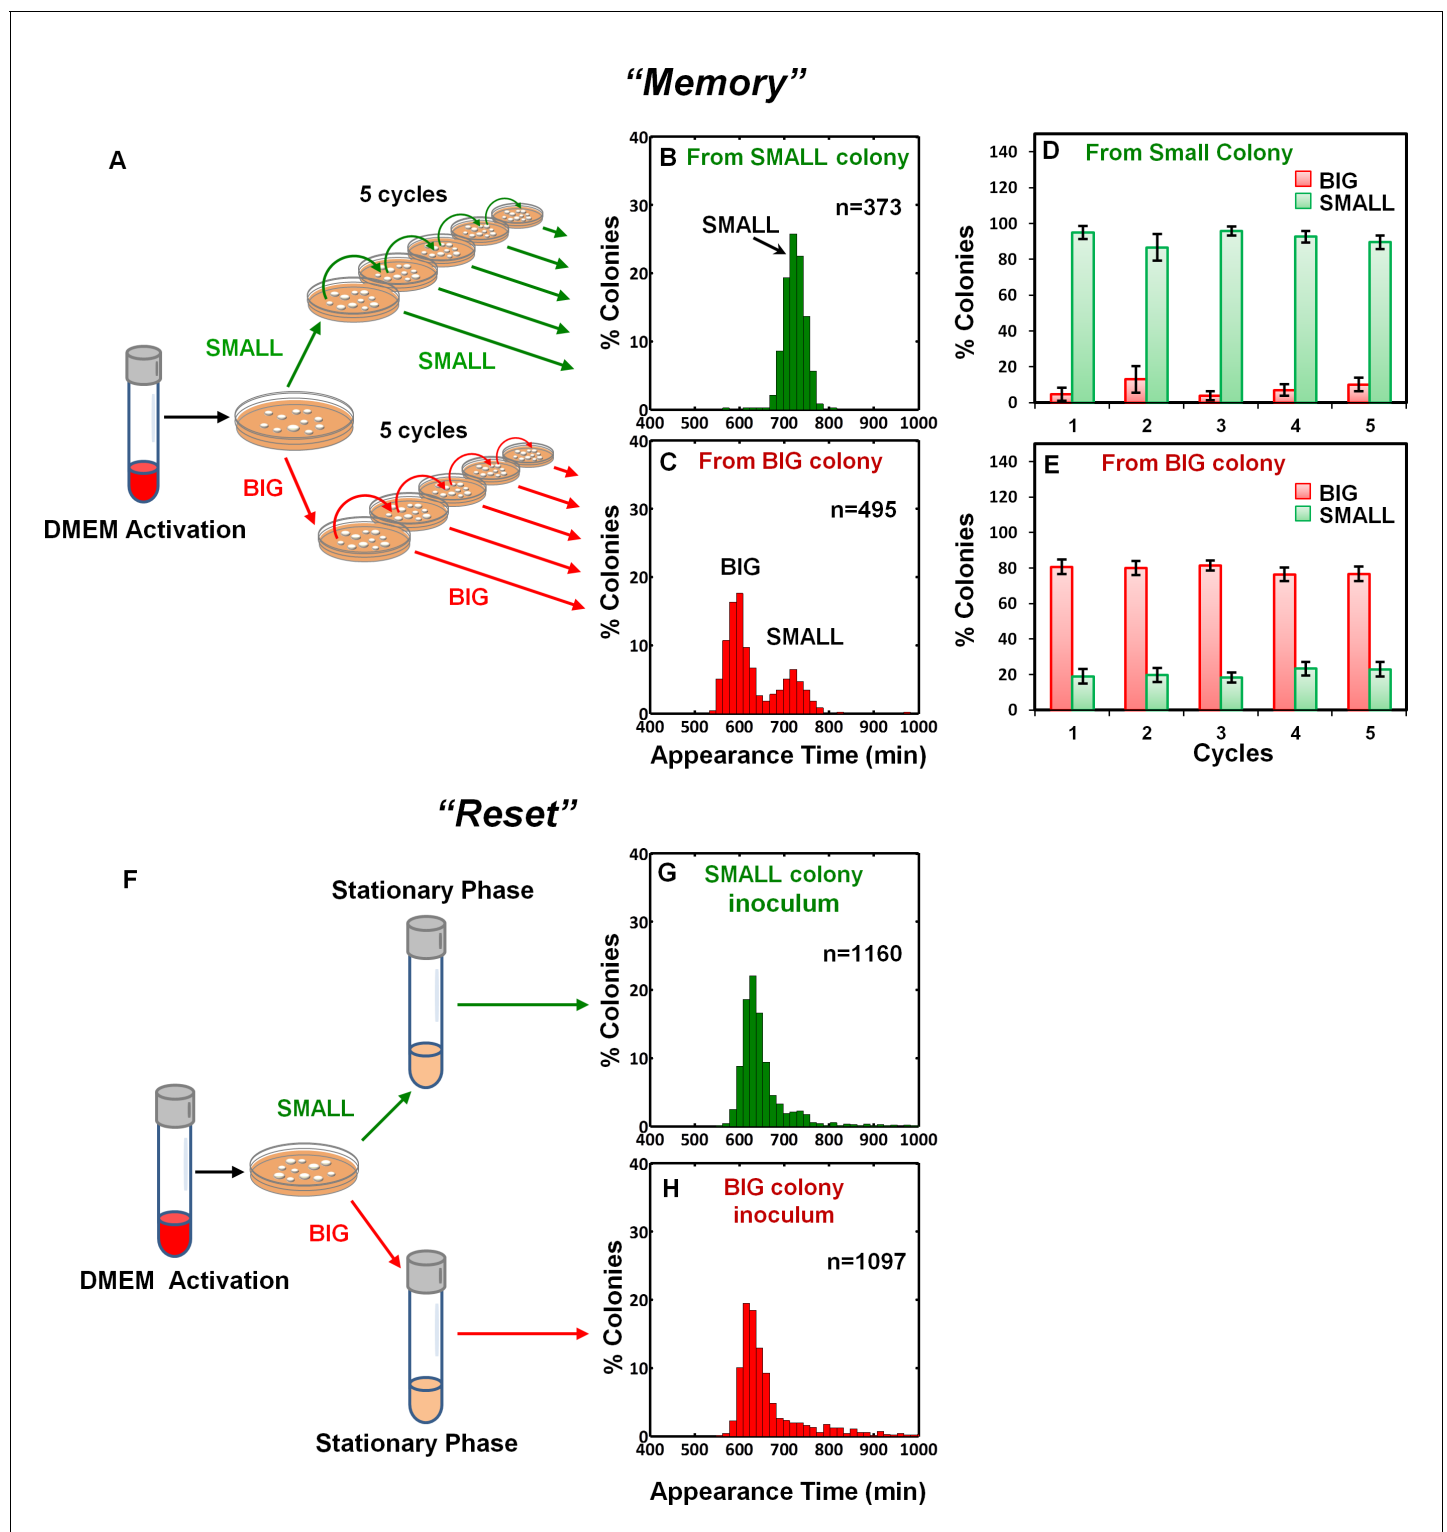 “Memory”
A
5 cycles
SMALL
SMALL
5 cycles
BIG
BIG
DMEM Activation
B From SMALL colony
n=373
SMALL
% Colonies
40
30
20
10
0
400 500 600 700 800 900 1000
C From BIG colony
n=495
BIG
SMALL
% Colonies
40
30
20
10
0
400 500 600 700 800 900 1000
Appearance Time (min)
D From Small Colony
BIG
SMALL
% Colonies
140
120
100
80
60
40
20
0
1 2 3 4 5
E From BIG colony
BIG
SMALL
% Colonies
140
120
100
80
60
40
20
0
1 2 3 4 5
Cycles
“Reset”
F
Stationary Phase
SMALL
BIG
DMEM Activation
Stationary Phase
G SMALL colony
inoculum
n=1160
% Colonies
40
30
20
10
0
400 500 600 700 800 900 1000
H BIG colony
inoculum
n=1097
% Colonies
40
30
20
10
0
400 500 600 700 800 900 1000
Appearance Time (min)